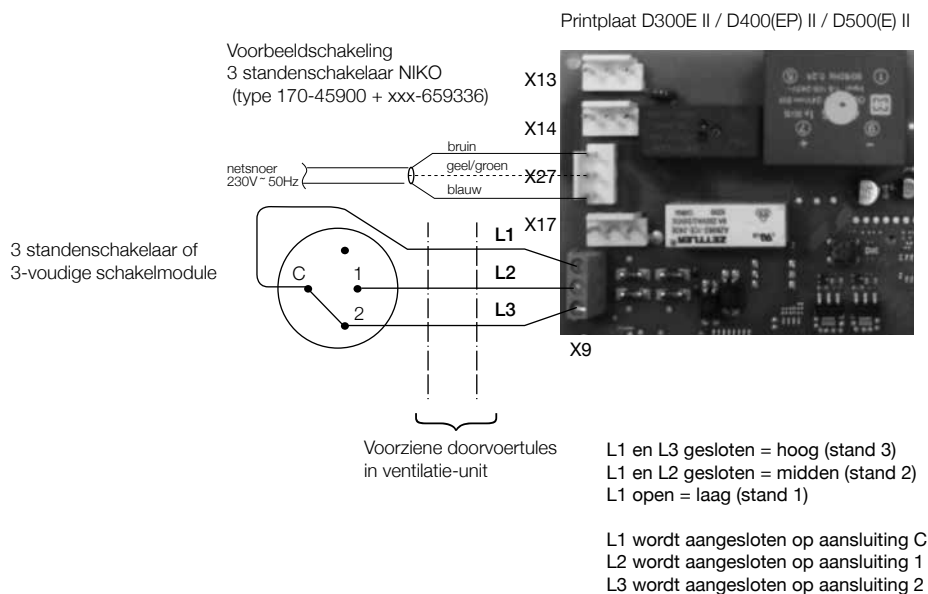 Printplaat D300E II / D400(EP) II / D500(E) II
Voorbeeldschakeling
3 standenschakelaar NIKO
(type 170-45900 + xxx-659336)
X13
X14
bruin
geel/groen
X27
blauw
netsnoer
230V~50Hz
X17
ZETTLER
L1
3 standenschakelaar of
3-voudige schakelmodule
C
1
L2
2
L3
X9
Voorziene doorvoertules
in ventilatie-unit
L1 en L3 gesloten = hoog (stand 3)
L1 en L2 gesloten = midden (stand 2)
L1 open = laag (stand 1)
L1 wordt aangesloten op aansluiting C
L2 wordt aangesloten op aansluiting 1
L3 wordt aangesloten op aansluiting 2